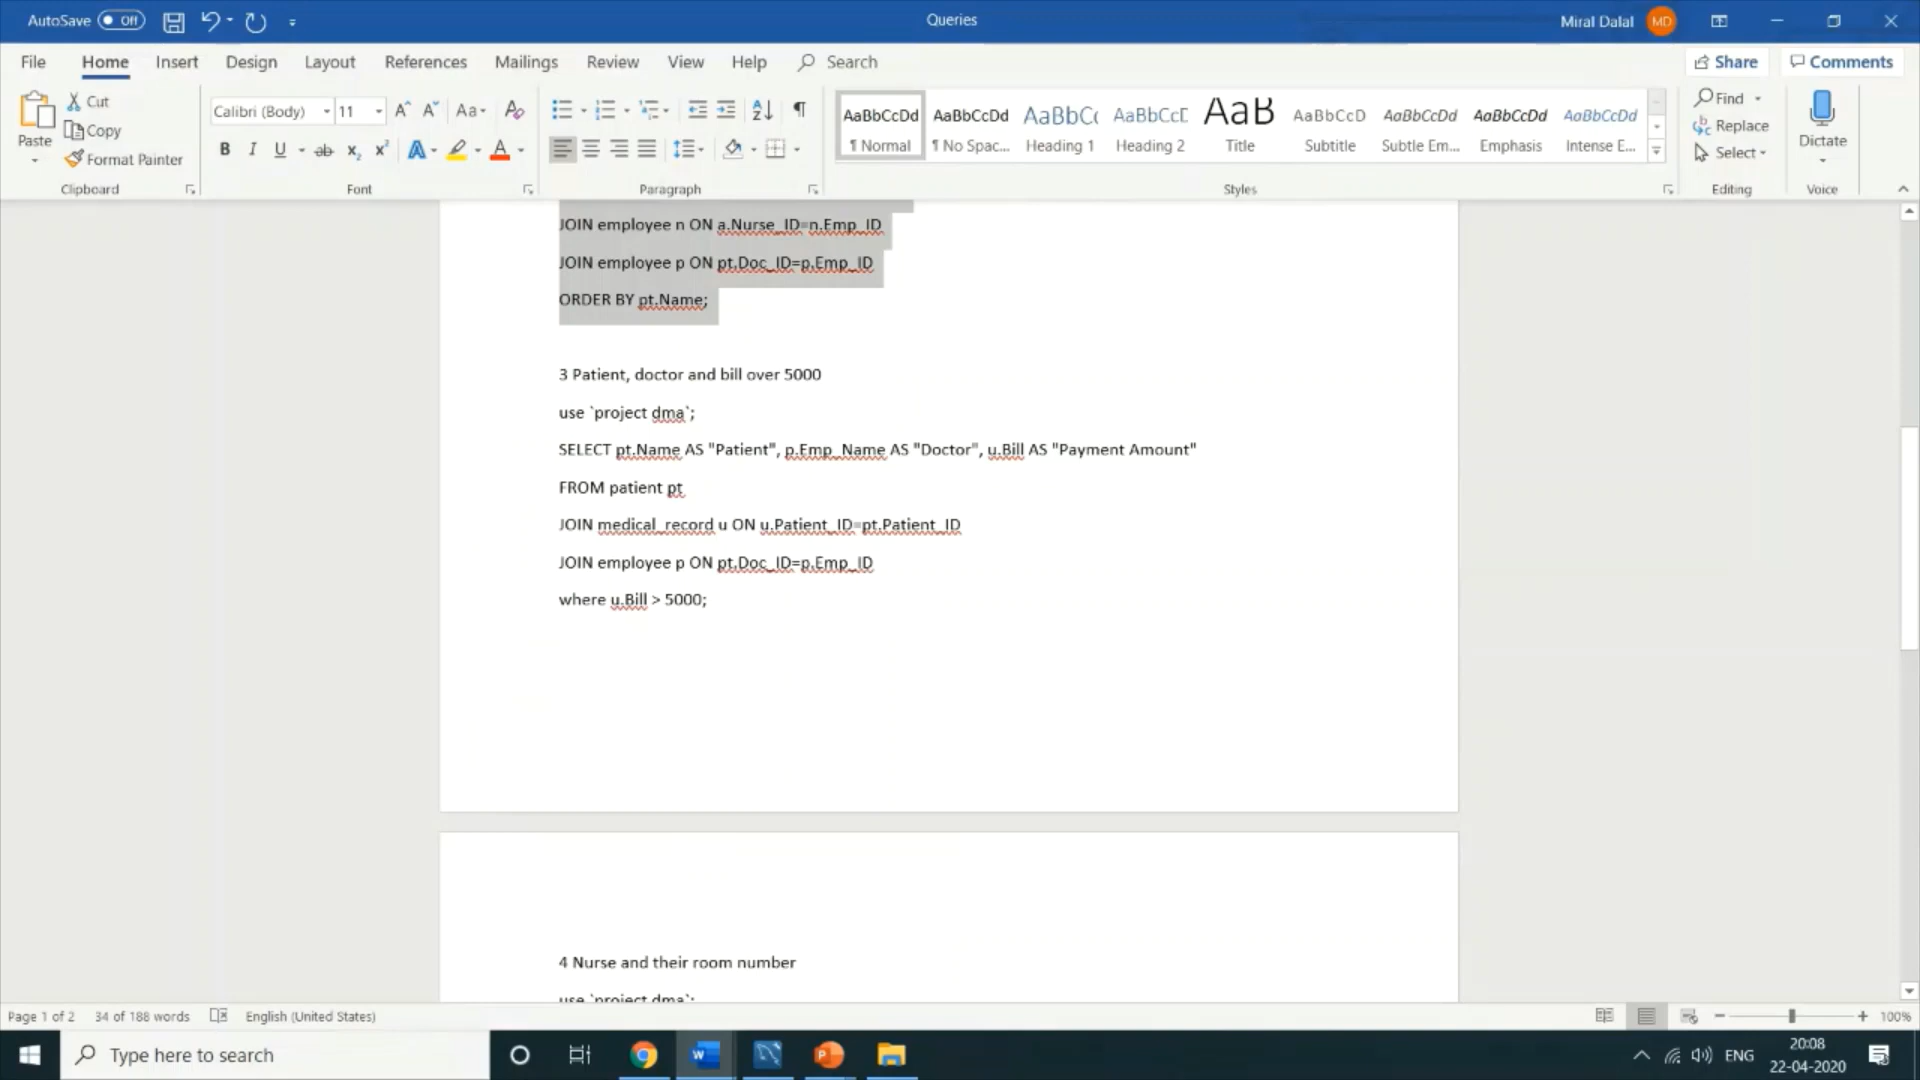 AutoSave Off
Queries
Miral Dalal MD
File Home Insert Design Layout References Mailings Review View Help Search
Share Comments
Paste
Cut
Copy
Format Painter
Clipboard
Calibri (Body) 11
Font
Paragraph
AaBbCcDd AaBbCcDd AaBbCc AaBbCcE AaB AaBbCcD AaBbCcDd AaBbCcDd AaBbCcDd
¶ Normal ¶ No Spac... Heading 1 Heading 2 Title Subtitle Subtle Em... Emphasis Intense E...
Styles
Find
Replace
Select
Editing
Dictate
Voice
JOIN employee n ON a.Nurse_ID=n.Emp_ID
JOIN employee p ON pt.Doc_ID=p.Emp_ID
ORDER BY pt.Name;
3 Patient, doctor and bill over 5000
use `project dma`;
SELECT pt.Name AS "Patient", p.Emp_Name AS "Doctor", u.Bill AS "Payment Amount"
FROM patient pt
JOIN medical_record u ON u.Patient_ID=pt.Patient_ID
JOIN employee p ON pt.Doc_ID=p.Emp_ID
where u.Bill > 5000;
4 Nurse and their room number
use `project dma`;
Page 1 of 2 34 of 188 words English (United States)
100%
Type here to search
ENG
20:08
22-04-2020